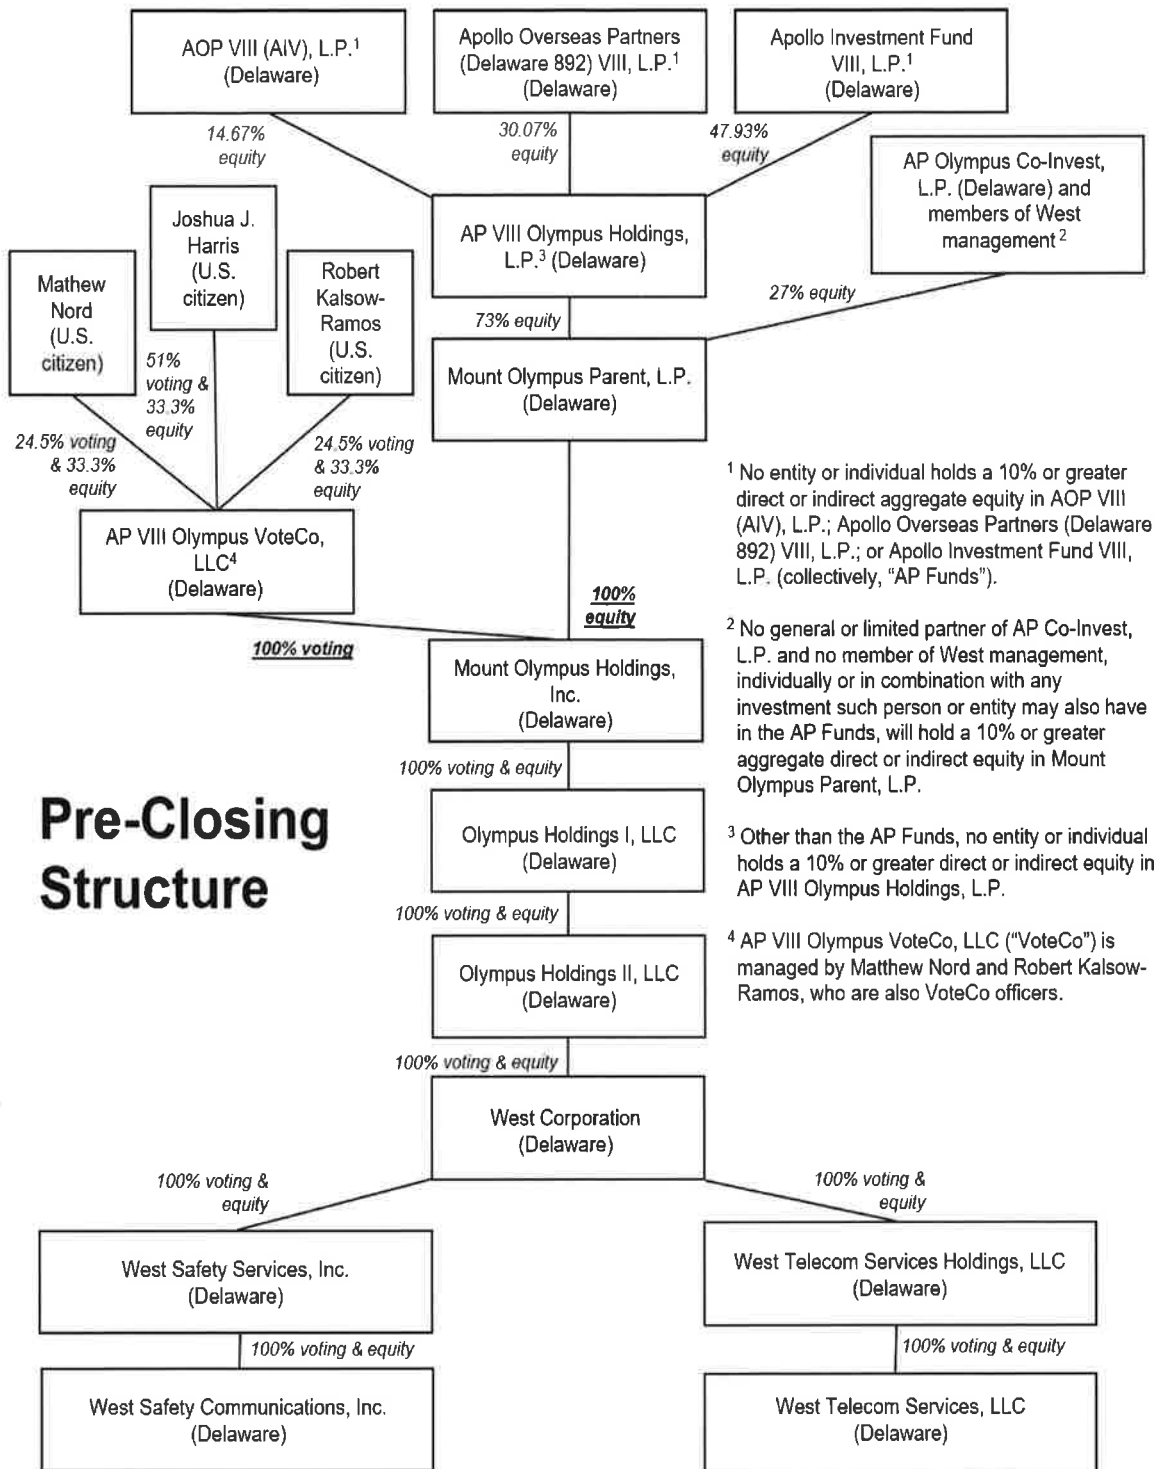 AOP VIII (AIV), L.P.1
(Delaware)
Apollo Overseas Partners
(Delaware 892) VIII, L.P.1
(Delaware)
Apollo Investment Fund
VIII, L.P.1
(Delaware)
14.67%
equity
30.07%
equity
47.93%
equity
AP Olympus Co-Invest,
L.P. (Delaware) and
members of West
management 2
Joshua J.
Harris
(U.S.
citizen)
Mathew
Nord
(U.S.
citizen)
Robert
Kalsow-
Ramos
(U.S.
citizen)
AP VIII Olympus Holdings,
L.P.3 (Delaware)
73% equity
27% equity
Mount Olympus Parent, L.P.
(Delaware)
51%
voting &
33.3%
equity
24.5% voting
& 33.3%
equity
24.5% voting
& 33.3%
equity
AP VIII Olympus VoteCo,
LLC4
(Delaware)
100%
equity
100% voting
Mount Olympus Holdings,
Inc.
(Delaware)
100% voting & equity
Olympus Holdings I, LLC
(Delaware)
100% voting & equity
Olympus Holdings II, LLC
(Delaware)
100% voting & equity
West Corporation
(Delaware)
Pre-Closing
Structure
1 No entity or individual holds a 10% or greater
direct or indirect aggregate equity in AOP VIII
(AIV), L.P.; Apollo Overseas Partners (Delaware
892) VIII, L.P.; or Apollo Investment Fund VIII,
L.P. (collectively, “AP Funds”).
2 No general or limited partner of AP Co-Invest,
L.P. and no member of West management,
individually or in combination with any
investment such person or entity may also have
in the AP Funds, will hold a 10% or greater
aggregate direct or indirect equity in Mount
Olympus Parent, L.P.
3 Other than the AP Funds, no entity or individual
holds a 10% or greater direct or indirect equity in
AP VIII Olympus Holdings, L.P.
4 AP VIII Olympus VoteCo, LLC (“VoteCo”) is
managed by Matthew Nord and Robert Kalsow-
Ramos, who are also VoteCo officers.
100% voting &
equity
100% voting &
equity
West Safety Services, Inc.
(Delaware)
West Telecom Services Holdings, LLC
(Delaware)
100% voting & equity
100% voting & equity
West Safety Communications, Inc.
(Delaware)
West Telecom Services, LLC
(Delaware)